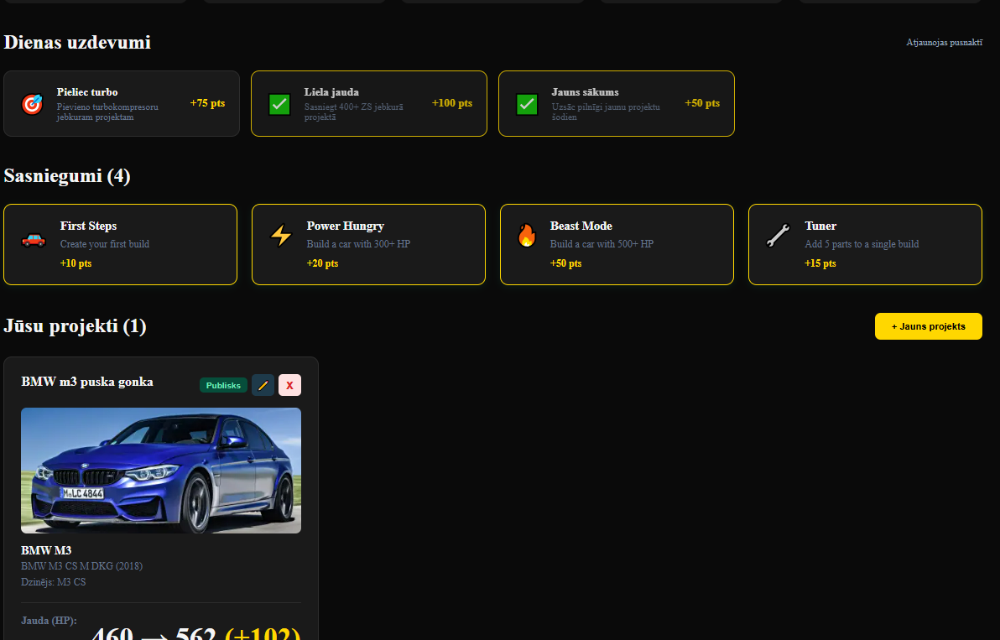 Dienas uzdevumi
Atjaunojas pusnaktī
Pieliec turbo
Pievieno turbokompresoru
jebkuram projektam
+75 pts
Liela jauda
Sasniegt 400+ ZS jebkurā
projektā
+100 pts
Jauns sākums
Uzsāc pilnīgi jaunu projektu
šodien
+50 pts
Sasniegumi (4)
First Steps
Create your first build
+10 pts
Power Hungry
Build a car with 300+ HP
+20 pts
Beast Mode
Build a car with 500+ HP
+50 pts
Tuner
Add 5 parts to a single build
+15 pts
Jūsu projekti (1)
+ Jauns projekts
BMW m3 puska gonka
Publisks
X
M LC 4844
BMW M3
BMW M3 CS M DKG (2018)
Dzinējs: M3 CS
Jauda (HP):
460 → 562 (+102)